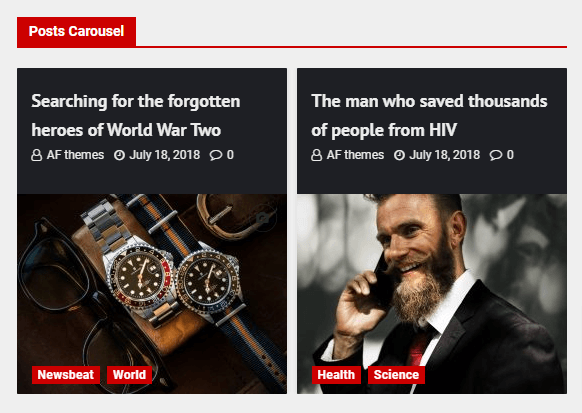 Posts Carousel
Searching for the forgotten
heroes of World War Two
AF themes July 18, 2018 0
Newsbeat World
The man who saved thousands
of people from HIV
AF themes July 18, 2018 0
Health Science